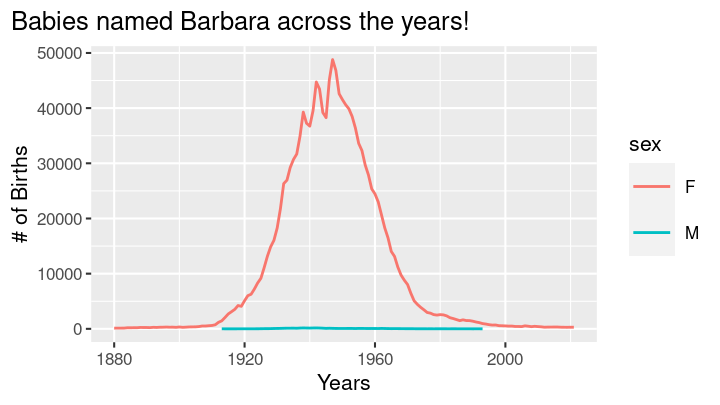 Babies named Barbara across the years!
50000
40000
30000
20000
10000
0
# of Births
1880
1920
1960
2000
Years
sex
F
M